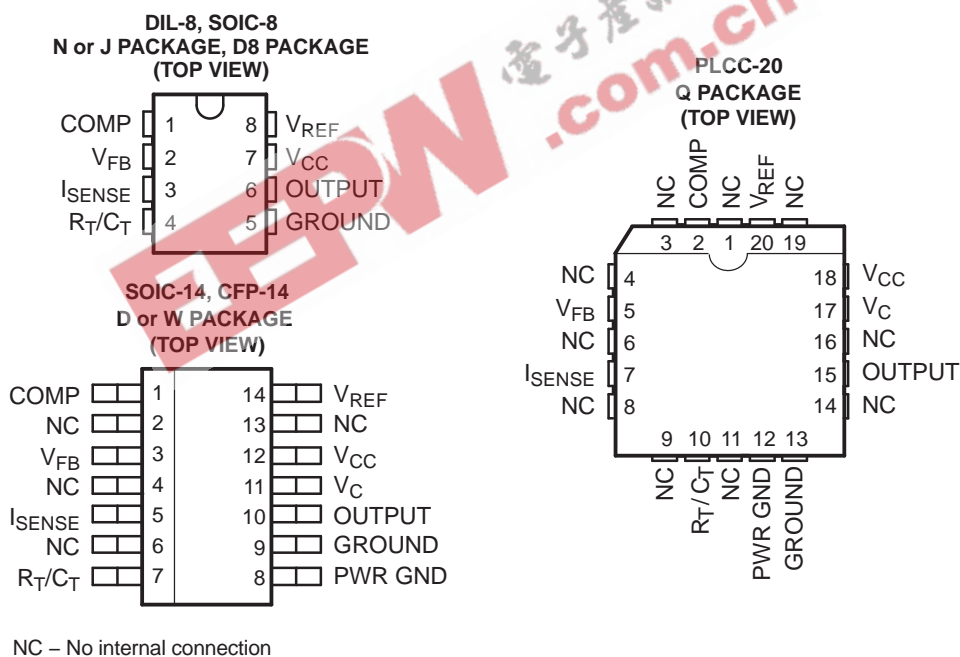 DIL-8, SOIC-8
N or J PACKAGE, D8 PACKAGE
(TOP VIEW)
COMP 1 8 VREF
VFB 2 7 VCC
ISENSE 3 6 OUTPUT
RT/CT 4 5 GROUND
SOIC-14, CFP-14
D or W PACKAGE
(TOP VIEW)
COMP 1 14 VREF
NC 2 13 NC
VFB 3 12 VCC
NC 4 11 VC
ISENSE 5 10 OUTPUT
NC 6 9 GROUND
RT/CT 7 8 PWR GND
PLCC-20
Q PACKAGE
(TOP VIEW)
NC COMP NC VREF NC
3 2 1 20 19
NC 4 18 VCC
VFB 5 17 VC
NC 6 16 NC
ISENSE 7 15 OUTPUT
NC 8 14 NC
9 10 11 12 13
NC RT/CT NC PWR GND GROUND
NC – No internal connection
EEPW
.com.cn